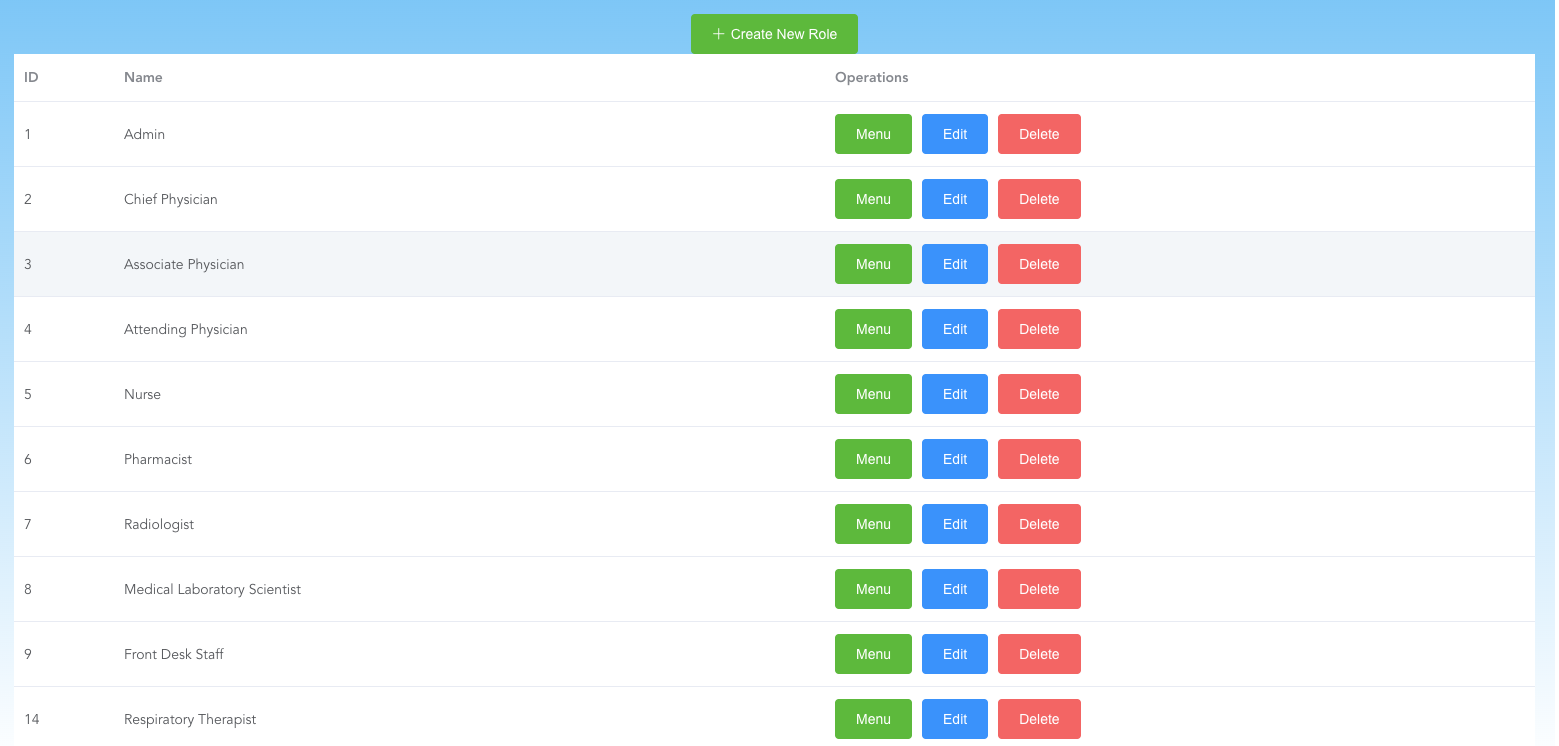 + Create New Role
ID Name Operations
1 Admin Menu Edit Delete
2 Chief Physician Menu Edit Delete
3 Associate Physician Menu Edit Delete
4 Attending Physician Menu Edit Delete
5 Nurse Menu Edit Delete
6 Pharmacist Menu Edit Delete
7 Radiologist Menu Edit Delete
8 Medical Laboratory Scientist Menu Edit Delete
9 Front Desk Staff Menu Edit Delete
14 Respiratory Therapist Menu Edit Delete